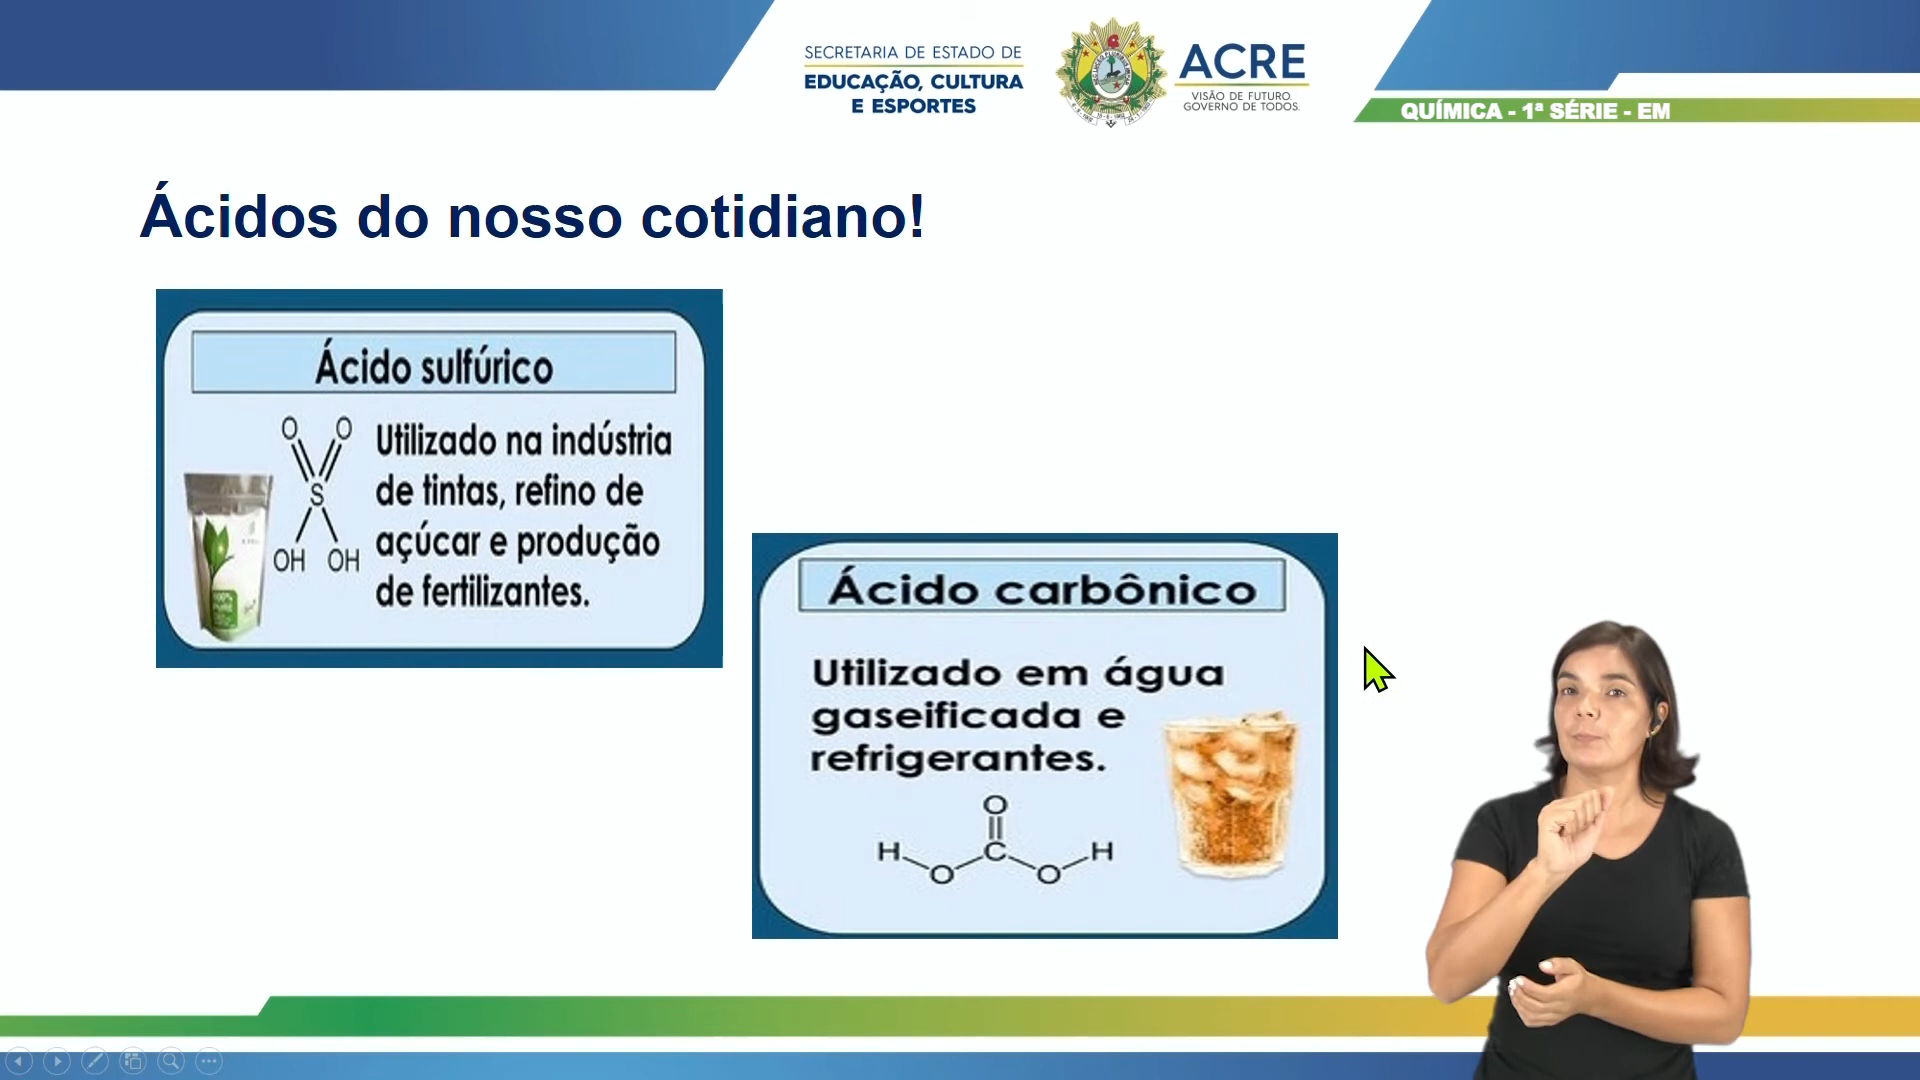 SECRETARIA DE ESTADO DE
EDUCAÇÃO, CULTURA
E ESPORTES
ACRE
VISÃO DE FUTURO.
GOVERNO DE TODOS.
QUÍMICA - 1ª SÉRIE - EM
Ácidos do nosso cotidiano!
Ácido sulfúrico
O O
S
OH OH
Utilizado na indústria
de tintas, refino de
açúcar e produção
de fertilizantes.
100%
Ácido carbônico
Utilizado em água
gaseificada e
refrigerantes.
O
H C H
O O